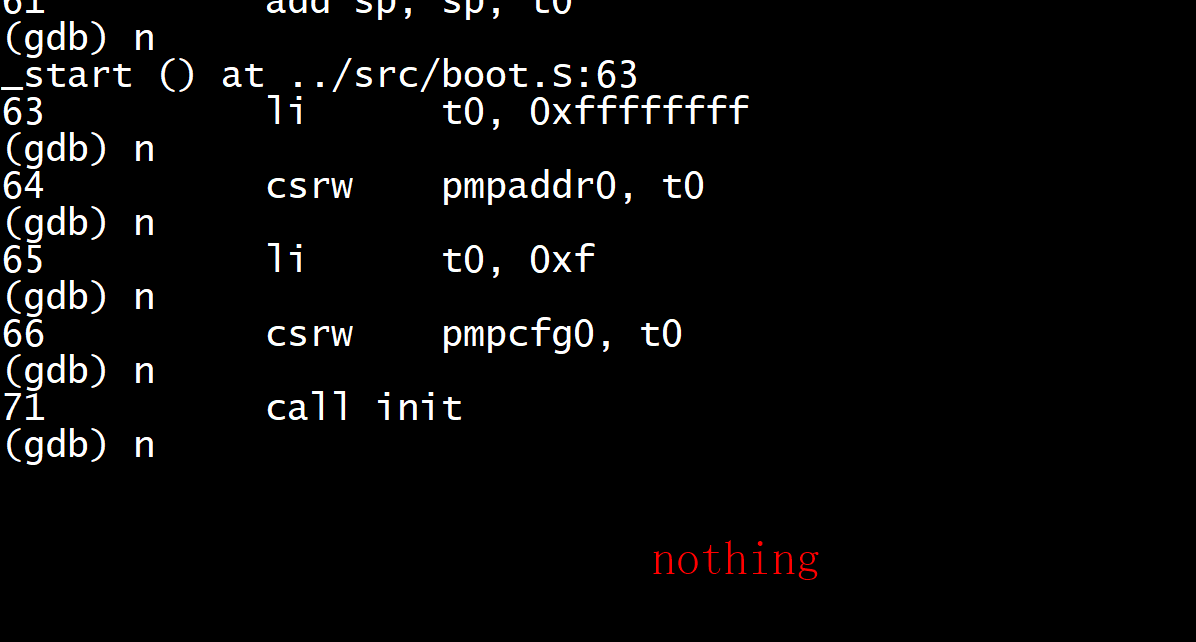 61          add sp, sp, t0
(gdb) n
_start () at ../src/boot.S:63
63          li      t0, 0xffffffff
(gdb) n
64          csrw    pmpaddr0, t0
(gdb) n
65          li      t0, 0xf
(gdb) n
66          csrw    pmpcfg0, t0
(gdb) n
71          call init
(gdb) n
nothing